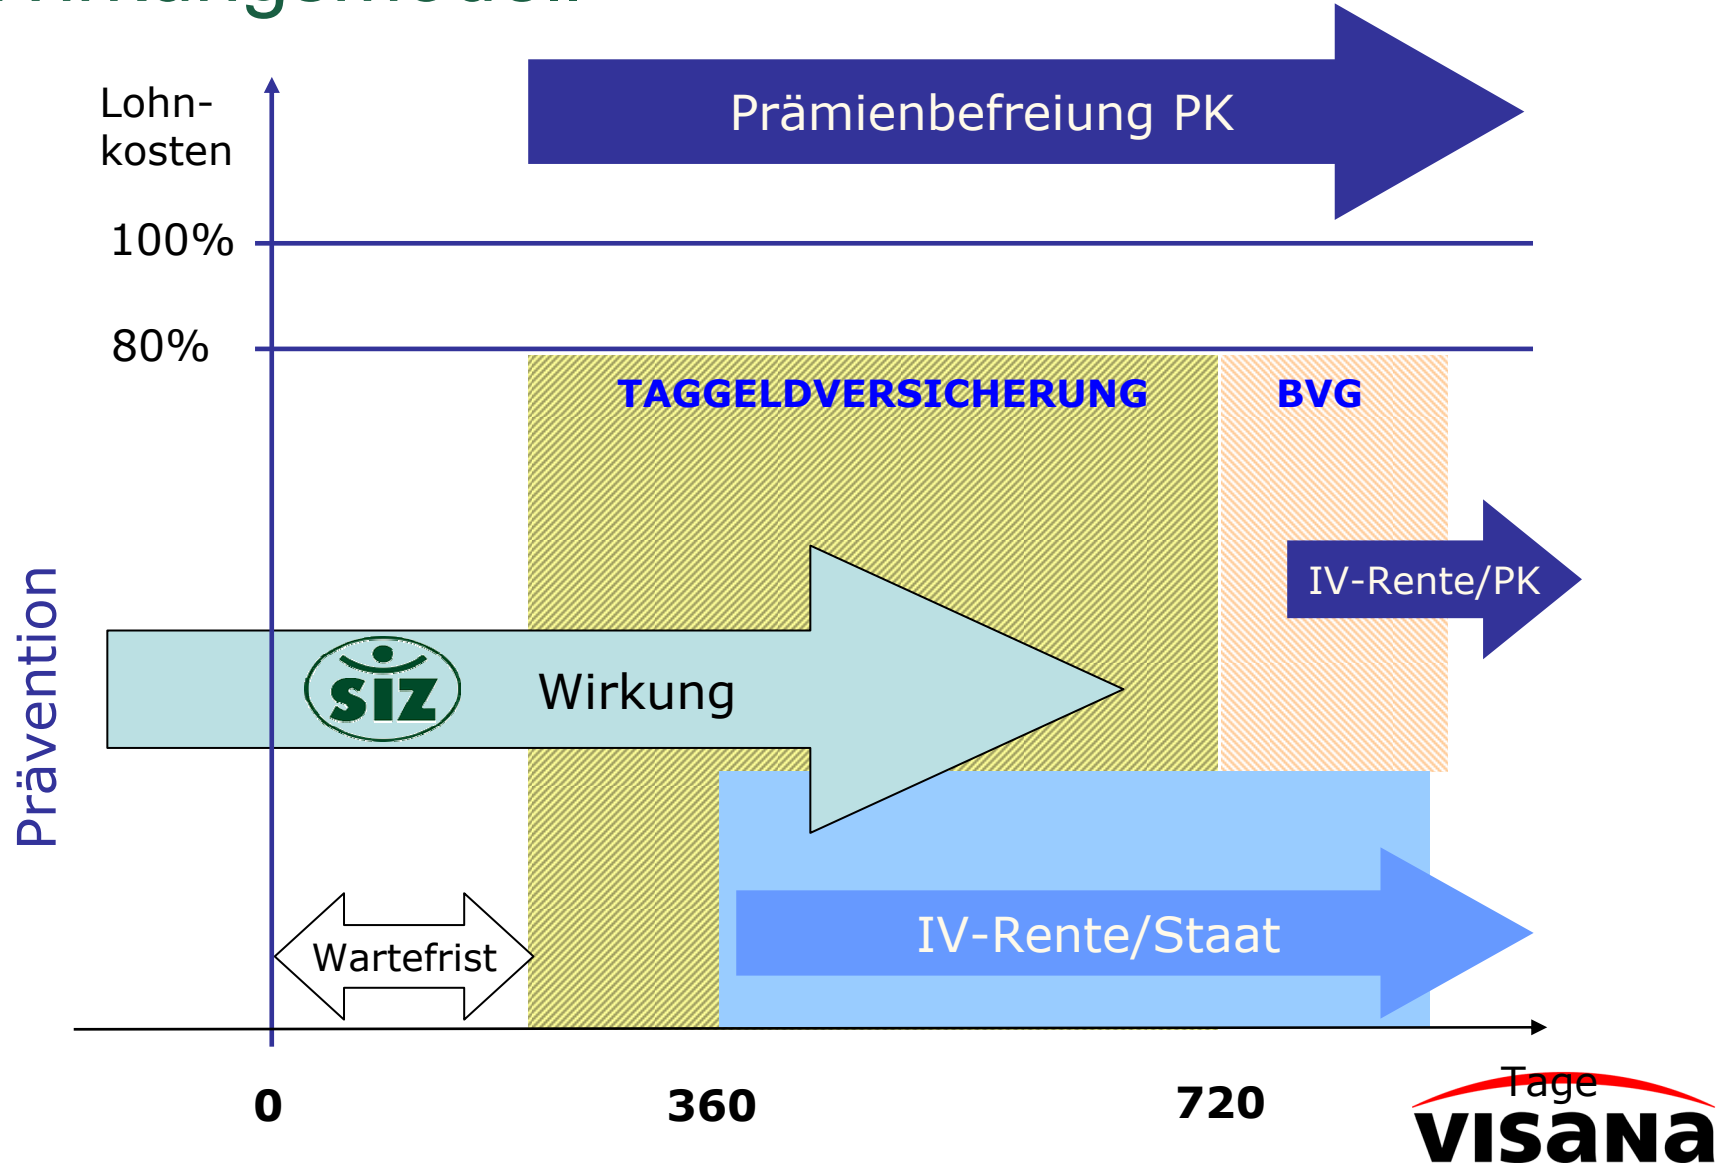 Lohn-
kosten
Prämienbefreiung PK
100%
80%
TAGGELDVERSICHERUNG
BVG
IV-Rente/PK
Prävention
siz
Wirkung
Wartefrist
IV-Rente/Staat
0
360
720
Tage
VISANA